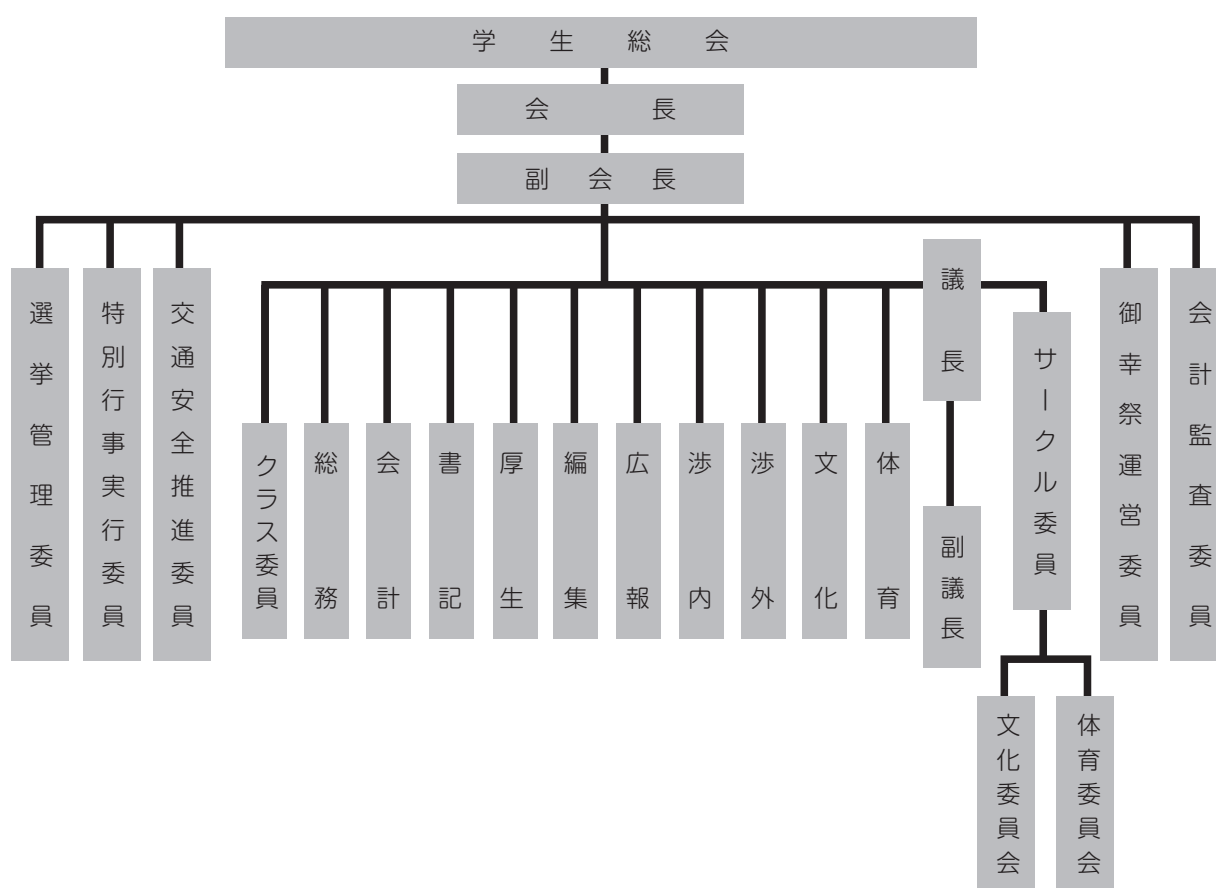 学生総会
会長
副会長
選挙管理委員
特別行事実行委員
交通安全推進委員
クラス委員
総務
会計
書記
厚生
編集
広報
渉内
渉外
文化
体育
議長
副議長
サークル委員
文化委員会
体育委員会
御幸祭運営委員
会計監査委員